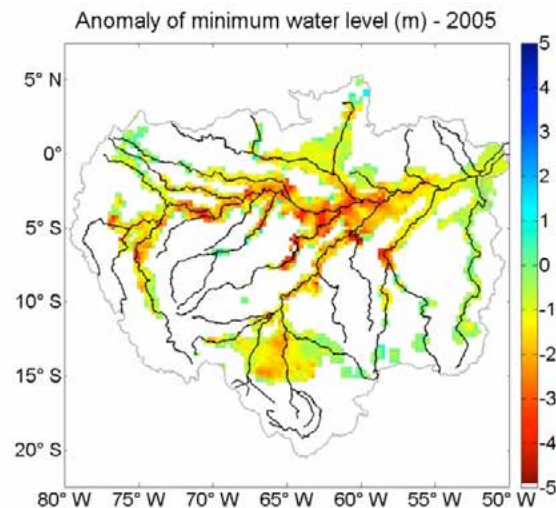 Anomaly of minimum water level (m) - 2005
5° N
0°
5° S
10° S
15° S
20° S
80° W 75° W 70° W 65° W 60° W 55° W 50° W
5
4
3
2
1
0
-1
-2
-3
-4
-5